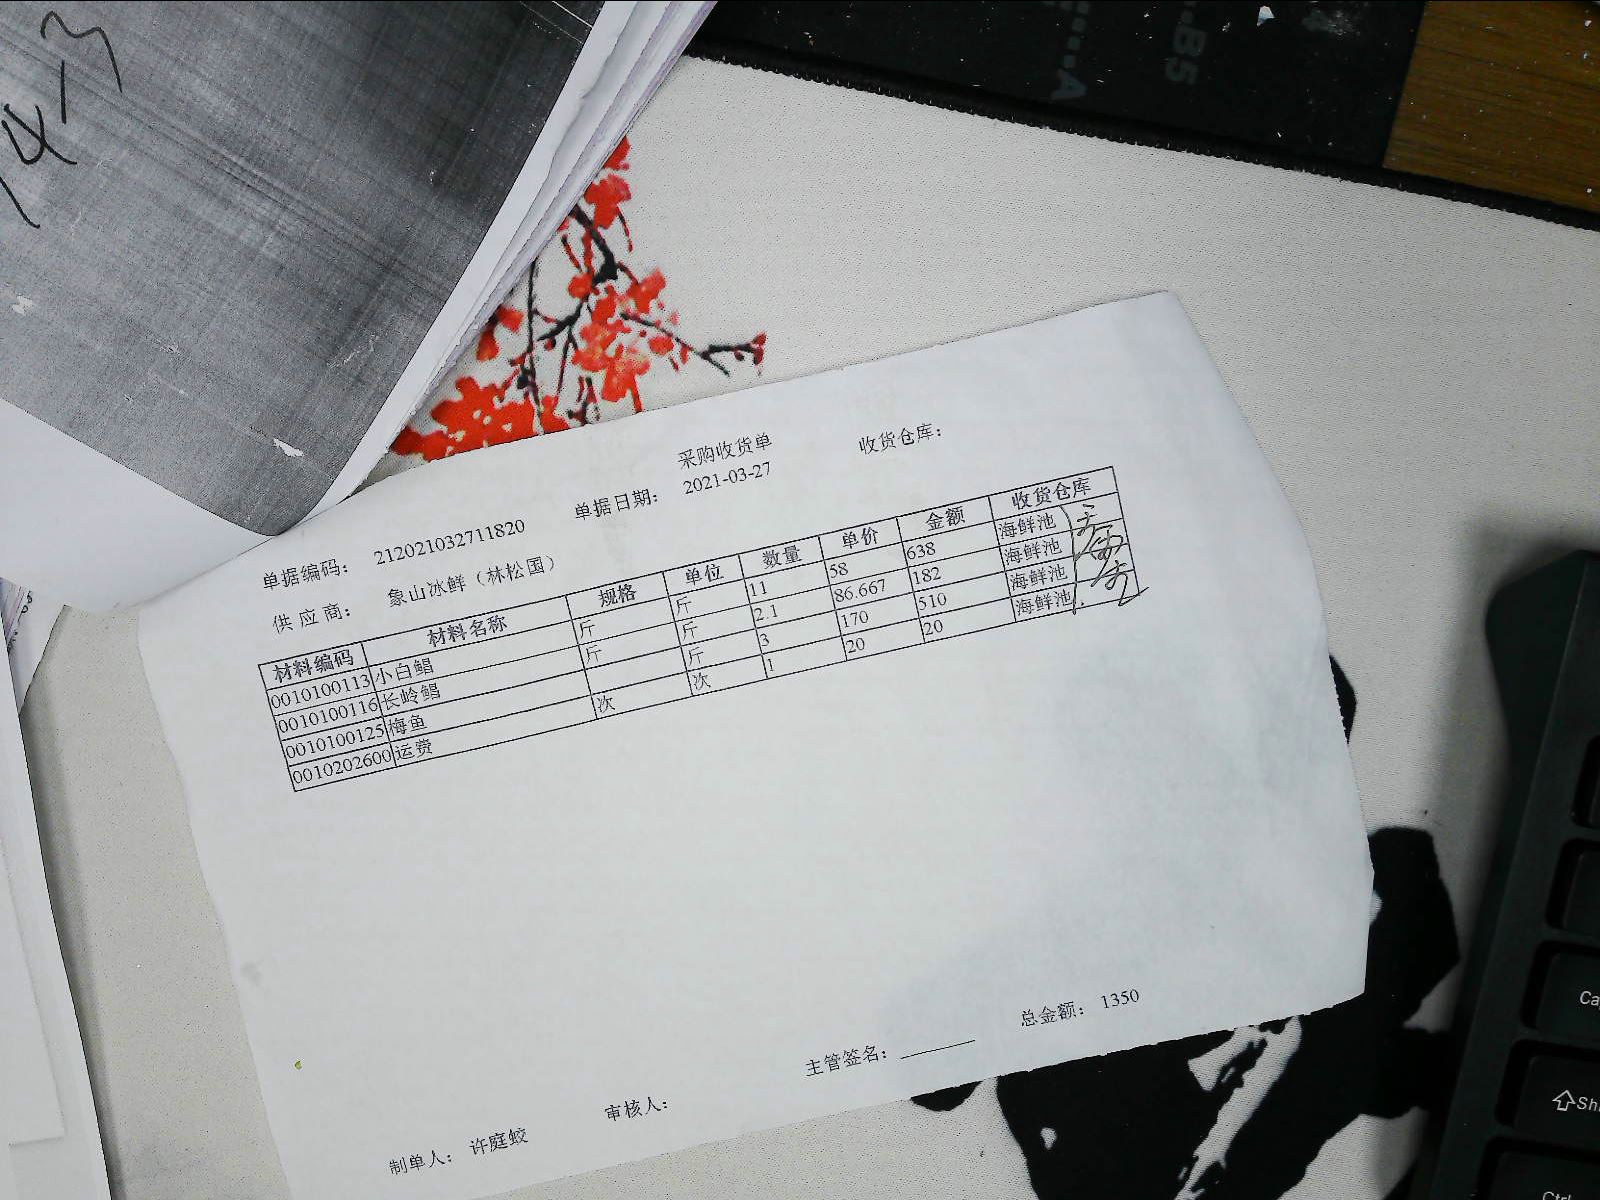 143
B5
A
采购收货单
收货仓库：
单据编码： 212021032711820 单据日期： 2021-03-27
供应商： 象山冰鲜（林松国）
材料编码 材料名称 规格 单位 数量 单价 金额 收货仓库
0010100113 小白鲳 斤 斤 11 58 638 海鲜池
0010100116 长岭鲳 斤 斤 2.1 86.667 182 海鲜池
0010100125 梅鱼 斤 3 170 510 海鲜池
0010202600 运费 次 次 1 20 20 海鲜池
总金额： 1350
主管签名：
审核人：
制单人： 许庭蛟
Ca
Shi
Ctrl